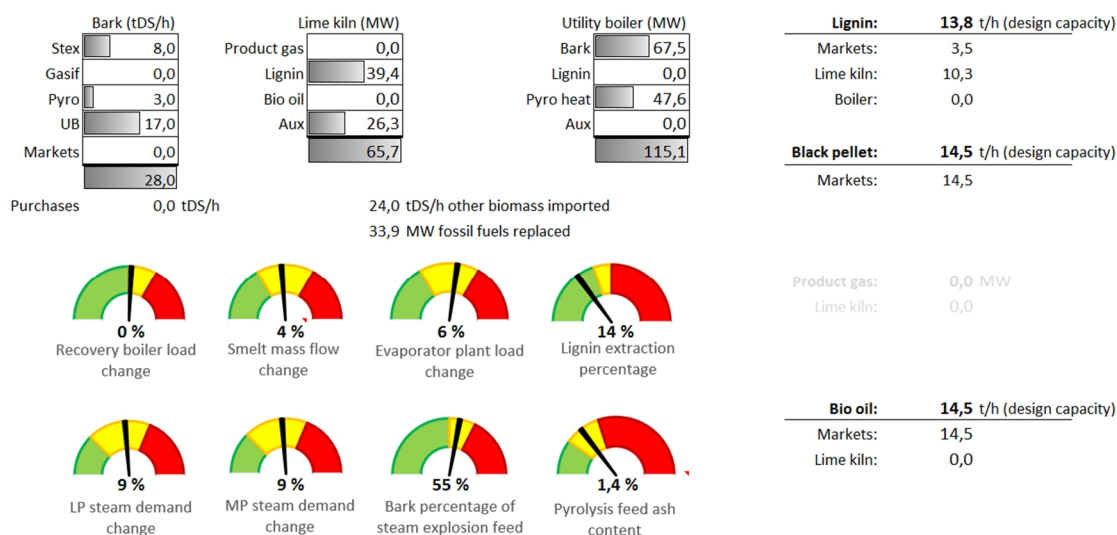 Bark (tDS/h)
Stex 8,0
Gasif 0,0
Pyro 3,0
UB 17,0
Markets 0,0
28,0
Purchases 0,0 tDS/h
Lime kiln (MW)
Product gas 0,0
Lignin 39,4
Bio oil 0,0
Aux 26,3
65,7
Utility boiler (MW)
Bark 67,5
Lignin 0,0
Pyro heat 47,6
Aux 0,0
115,1
24,0 tDS/h other biomass imported
33,9 MW fossil fuels replaced
Lignin: 13,8 t/h (design capacity)
Markets: 3,5
Lime kiln: 10,3
Boiler: 0,0
Black pellet: 14,5 t/h (design capacity)
Markets: 14,5
Product gas: 0,0 MW
Lime kiln: 0,0
Bio oil: 14,5 t/h (design capacity)
Markets: 14,5
Lime kiln: 0,0
0 %
Recovery boiler load
change
4 %
Smelt mass flow
change
6 %
Evaporator plant load
change
14 %
Lignin extraction
percentage
9 %
LP steam demand
change
9 %
MP steam demand
change
55 %
Bark percentage of
steam explosion feed
1,4 %
Pyrolysis feed ash
content